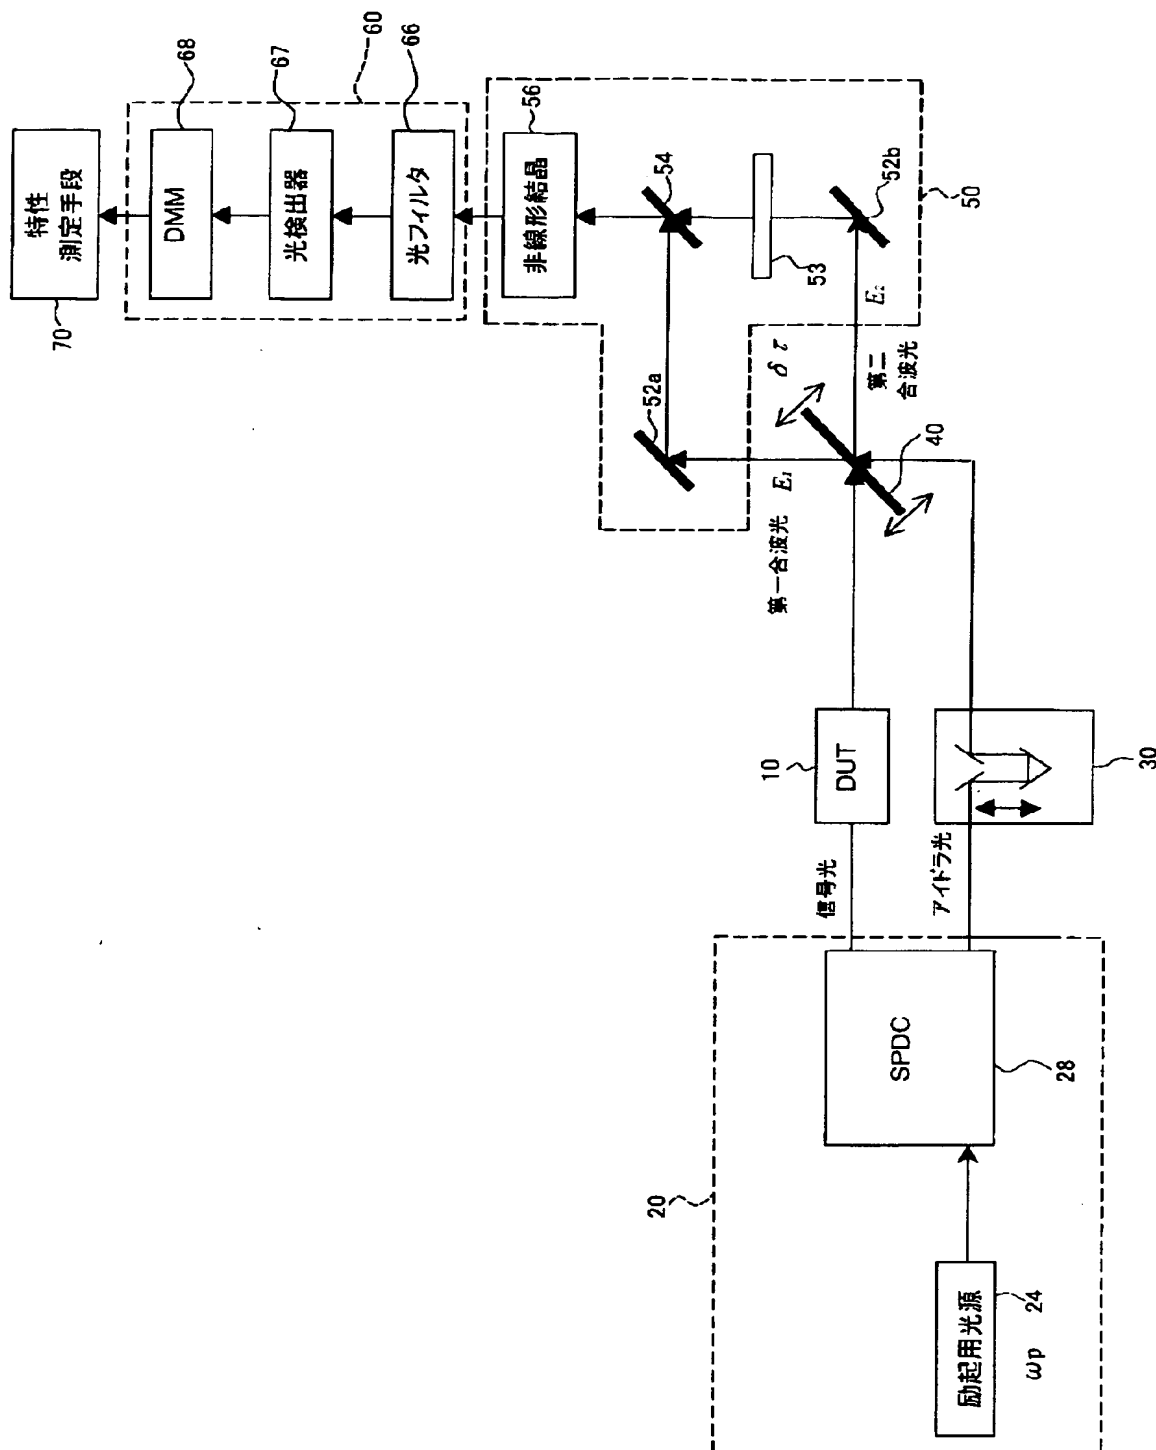 特性
測定手段
70
DMM
68
60
光検出器
67
光フィルタ
66
非線形結晶
56
54
53
52b
50
52a
E₂
第二
合波光
δτ
第一合波光
E₁
40
DUT
10
30
信号光
アイドラ光
SPDC
28
20
励起用光源
24
ωp